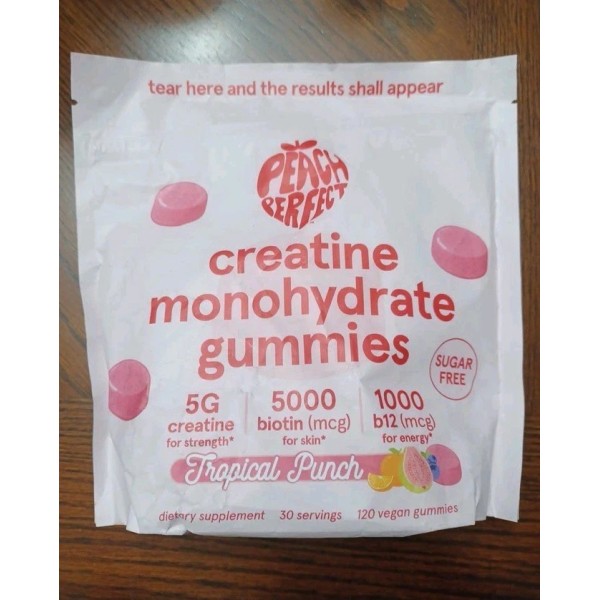 tear here and the results shall appear
PEACH
PERFECT
creatine
monohydrate
gummies
SUGAR
FREE
5G
creatine
for strength*
5000
biotin (mcg)
for skin*
1000
b12 (mcg)
for energy*
Tropical Punch
dietary supplement 30 servings 120 vegan gummies